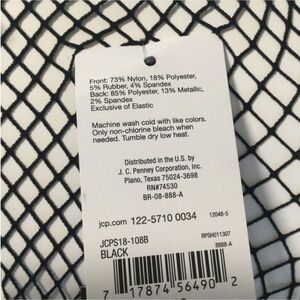 Front: 73% Nylon, 18% Polyester,
5% Rubber, 4% Spandex
Back: 85% Polyester, 13% Metallic,
2% Spandex
Exclusive of Elastic
Machine wash cold with like colors.
Only non-chlorine bleach when
needed. Tumble dry low heat.
Distributed in the U.S. by
J. C. Penney Corporation, Inc.
Plano, Texas 75024-3698
RN#74530
BR-08-888-A
jcp.com 122-5710 0034 12048-5
JCPS18-108B RPSH011307
BLACK 8888-A
7 17874 56490 2